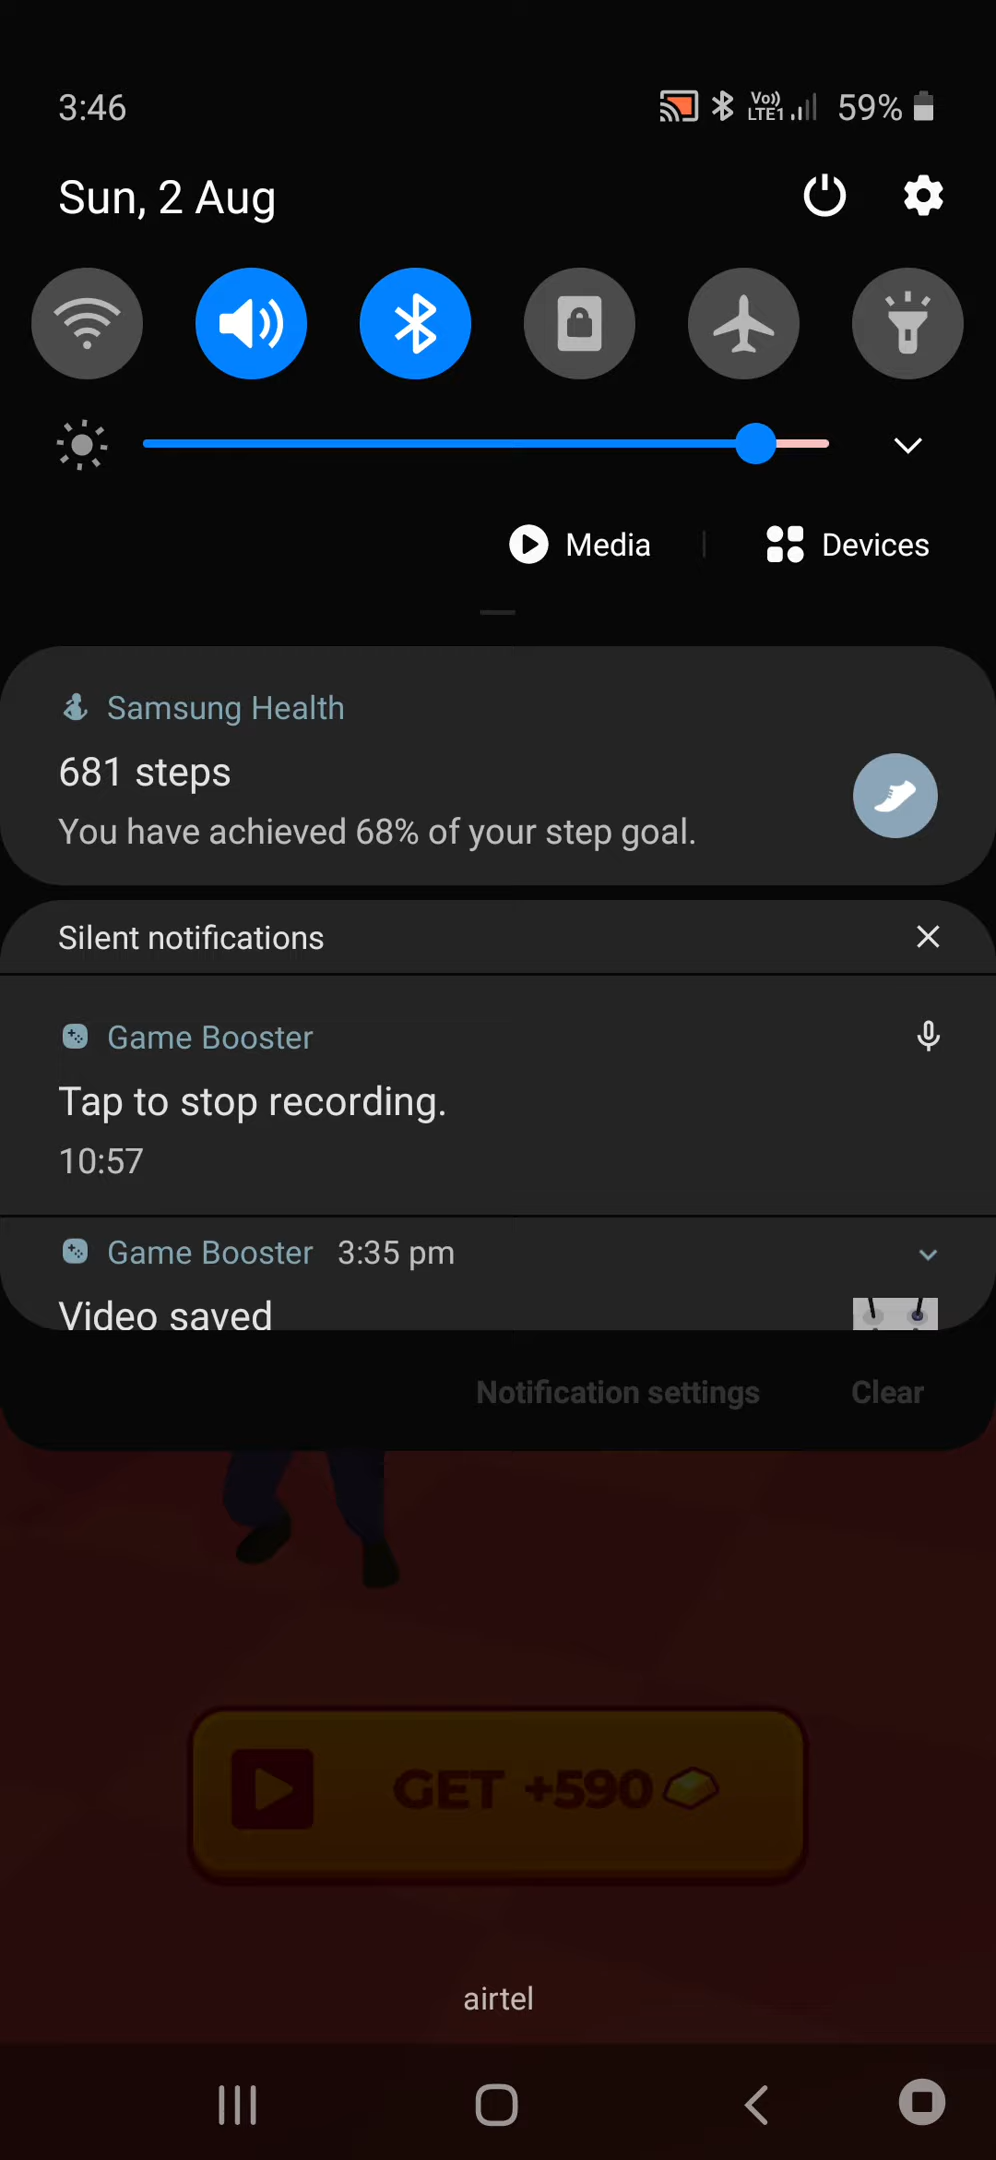 3:46
Vo)) LTE1 59%
Sun, 2 Aug
Media
Devices
Samsung Health
681 steps
You have achieved 68% of your step goal.
Silent notifications
Game Booster
Tap to stop recording.
10:57
Game Booster 3:35 pm
Video saved
Notification settings
Clear
GET +590
airtel